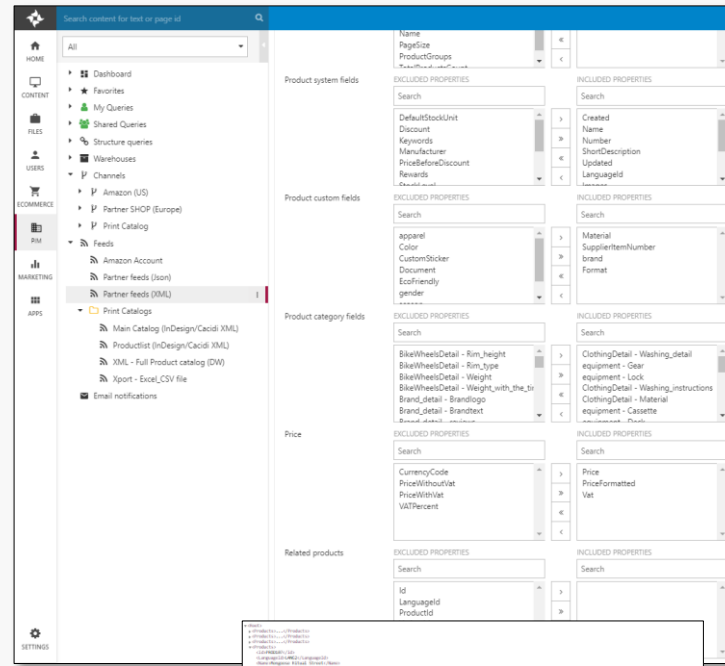 Search content for text or page id
HOME
CONTENT
FILES
USERS
ECOMMERCE
PIM
MARKETING
APPS
SETTINGS
All
Dashboard
Favorites
My Queries
Shared Queries
Structure queries
Warehouses
Channels
Amazon (US)
Partner SHOP (Europe)
Print Catalog
Feeds
Amazon Account
Partner feeds (Json)
Partner feeds (XML)
Print Catalogs
Main Catalog (InDesign/Cacidi XML)
Productlist (InDesign/Cacidi XML)
XML - Full Product catalog (DW)
Xport - Excel_CSV file
Email notifications
Name
PageSize
ProductGroups
Product system fields
EXCLUDED PROPERTIES
INCLUDED PROPERTIES
Search
Search
DefaultStockUnit
Discount
Keywords
Manufacturer
PriceBeforeDiscount
Rewards
Created
Name
Number
ShortDescription
Updated
LanguageId
Product custom fields
EXCLUDED PROPERTIES
INCLUDED PROPERTIES
Search
Search
apparel
Color
CustomSticker
Document
EcoFriendly
gender
Material
SupplierItemNumber
brand
Format
Product category fields
EXCLUDED PROPERTIES
INCLUDED PROPERTIES
Search
Search
BikeWheelsDetail - Rim_height
BikeWheelsDetail - Rim_type
BikeWheelsDetail - Weight
BikeWheelsDetail - Weight_with_the_tir
Brand_detail - Brandlogo
Brand_detail - Brandtext
ClothingDetail - Washing_detail
equipment - Gear
equipment - Lock
ClothingDetail - Washing_instructions
ClothingDetail - Material
equipment - Cassette
Price
EXCLUDED PROPERTIES
INCLUDED PROPERTIES
Search
Search
CurrencyCode
PriceWithoutVat
PriceWithVat
VATPercent
Price
PriceFormatted
Vat
Related products
EXCLUDED PROPERTIES
INCLUDED PROPERTIES
Search
Search
Id
LanguageId
ProductId